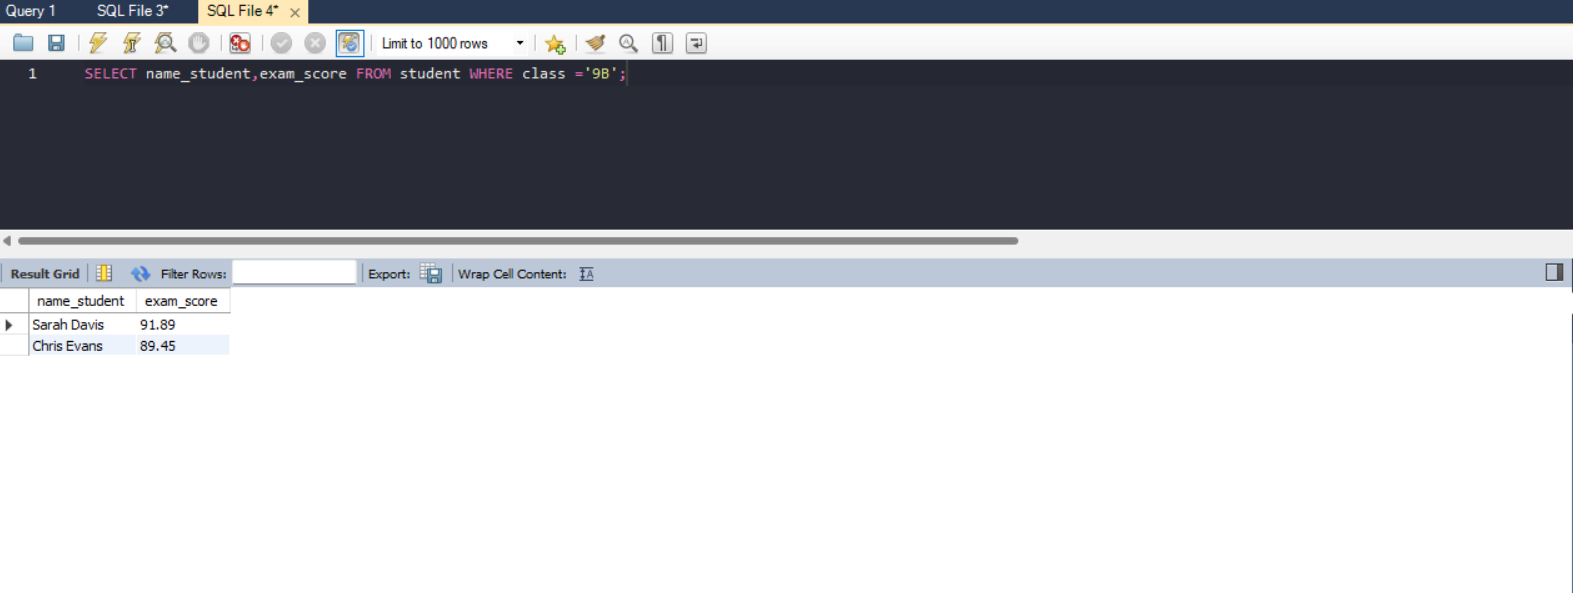 Query 1 SQL File 3* SQL File 4*
Limit to 1000 rows
1 SELECT name_student,exam_score FROM student WHERE class ='9B';
Result Grid Filter Rows: Export: Wrap Cell Content:
name_student exam_score
Sarah Davis 91.89
Chris Evans 89.45